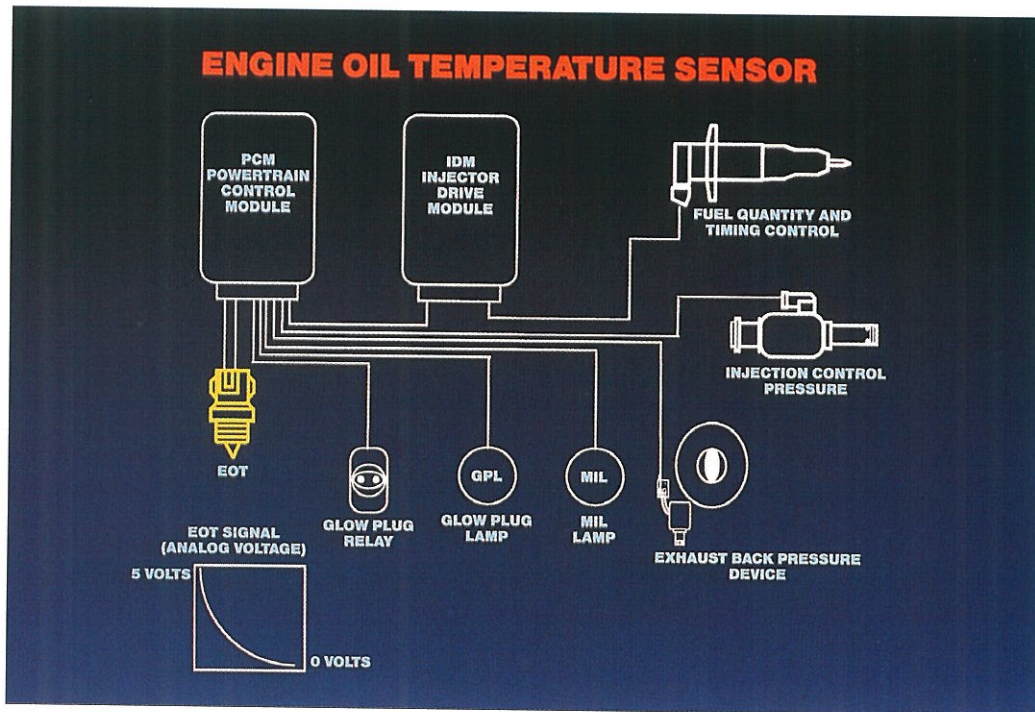 ENGINE OIL TEMPERATURE SENSOR
PCM
POWERTRAIN
CONTROL
MODULE
IDM
INJECTOR
DRIVE
MODULE
FUEL QUANTITY AND
TIMING CONTROL
INJECTION CONTROL
PRESSURE
EOT
GLOW PLUG
RELAY
GPL
GLOW PLUG
LAMP
MIL
MIL
LAMP
EXHAUST BACK PRESSURE
DEVICE
EOT SIGNAL
(ANALOG VOLTAGE)
5 VOLTS
0 VOLTS